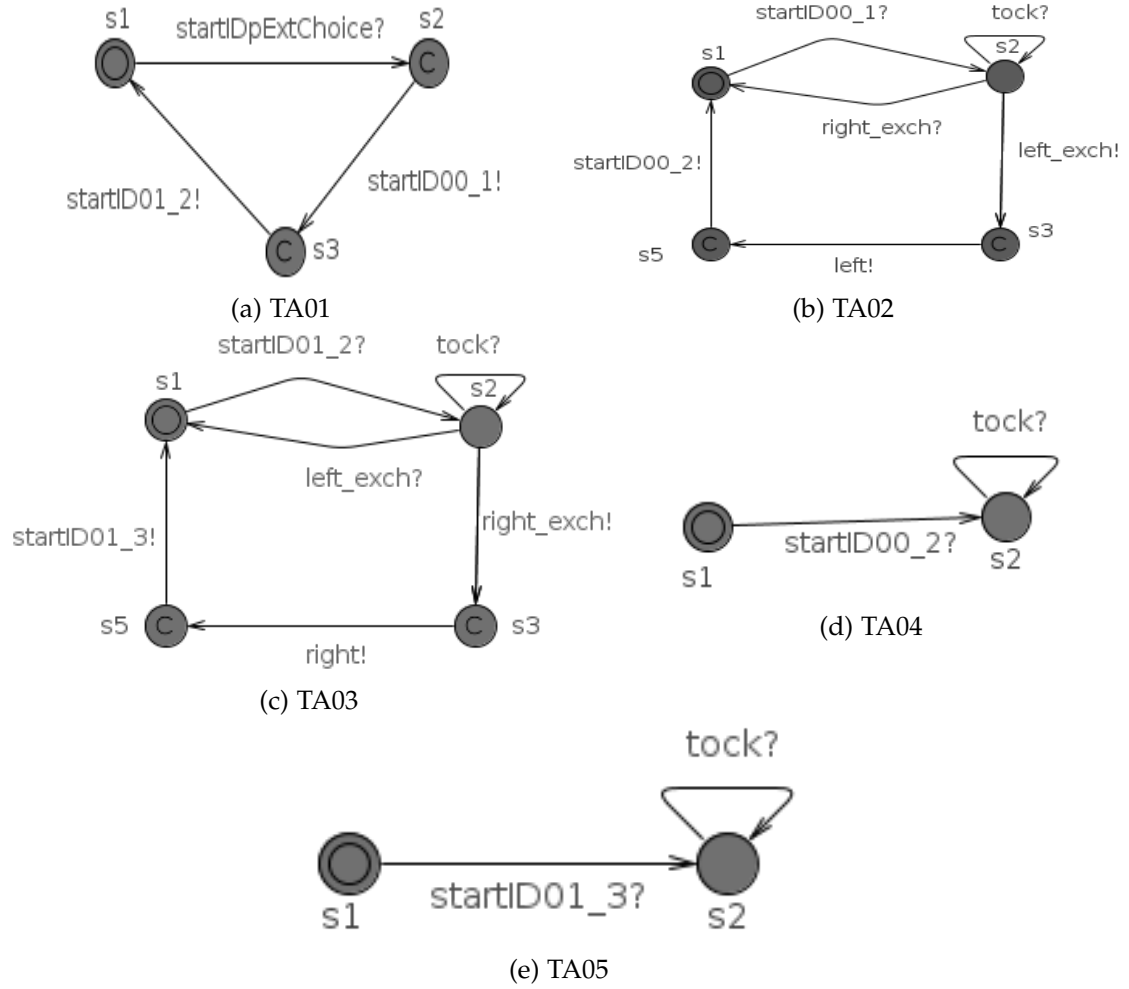 s1
startIDpExtChoice?
s2
C
startID01_2!
startID00_1!
C
s3
(a) TA01
startID00_1?
tock?
s1
s2
right_exch?
startID00_2!
left_exch!
C
C
s3
s5
left!
(b) TA02
startID01_2?
tock?
s1
s2
left_exch?
right_exch!
startID01_3!
s5
C
C
s3
right!
(c) TA03
tock?
startID00_2?
s1
s2
(d) TA04
tock?
startID01_3?
s1
s2
(e) TA05